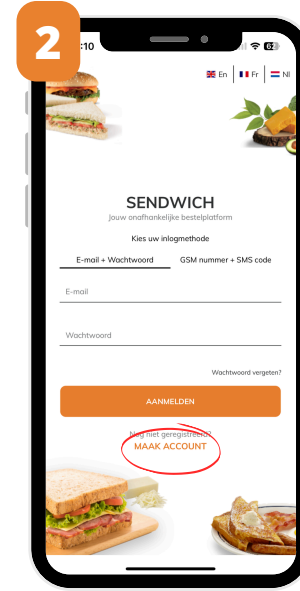 2
:10
62
En Fr Nl
SENDWICH
Jouw onafhankelijke bestelplatform
Kies uw inlogmethode
E-mail + Wachtwoord GSM nummer + SMS code
E-mail
Wachtwoord
Wachtwoord vergeten?
AANMELDEN
Nog niet geregistreerd?
MAAK ACCOUNT